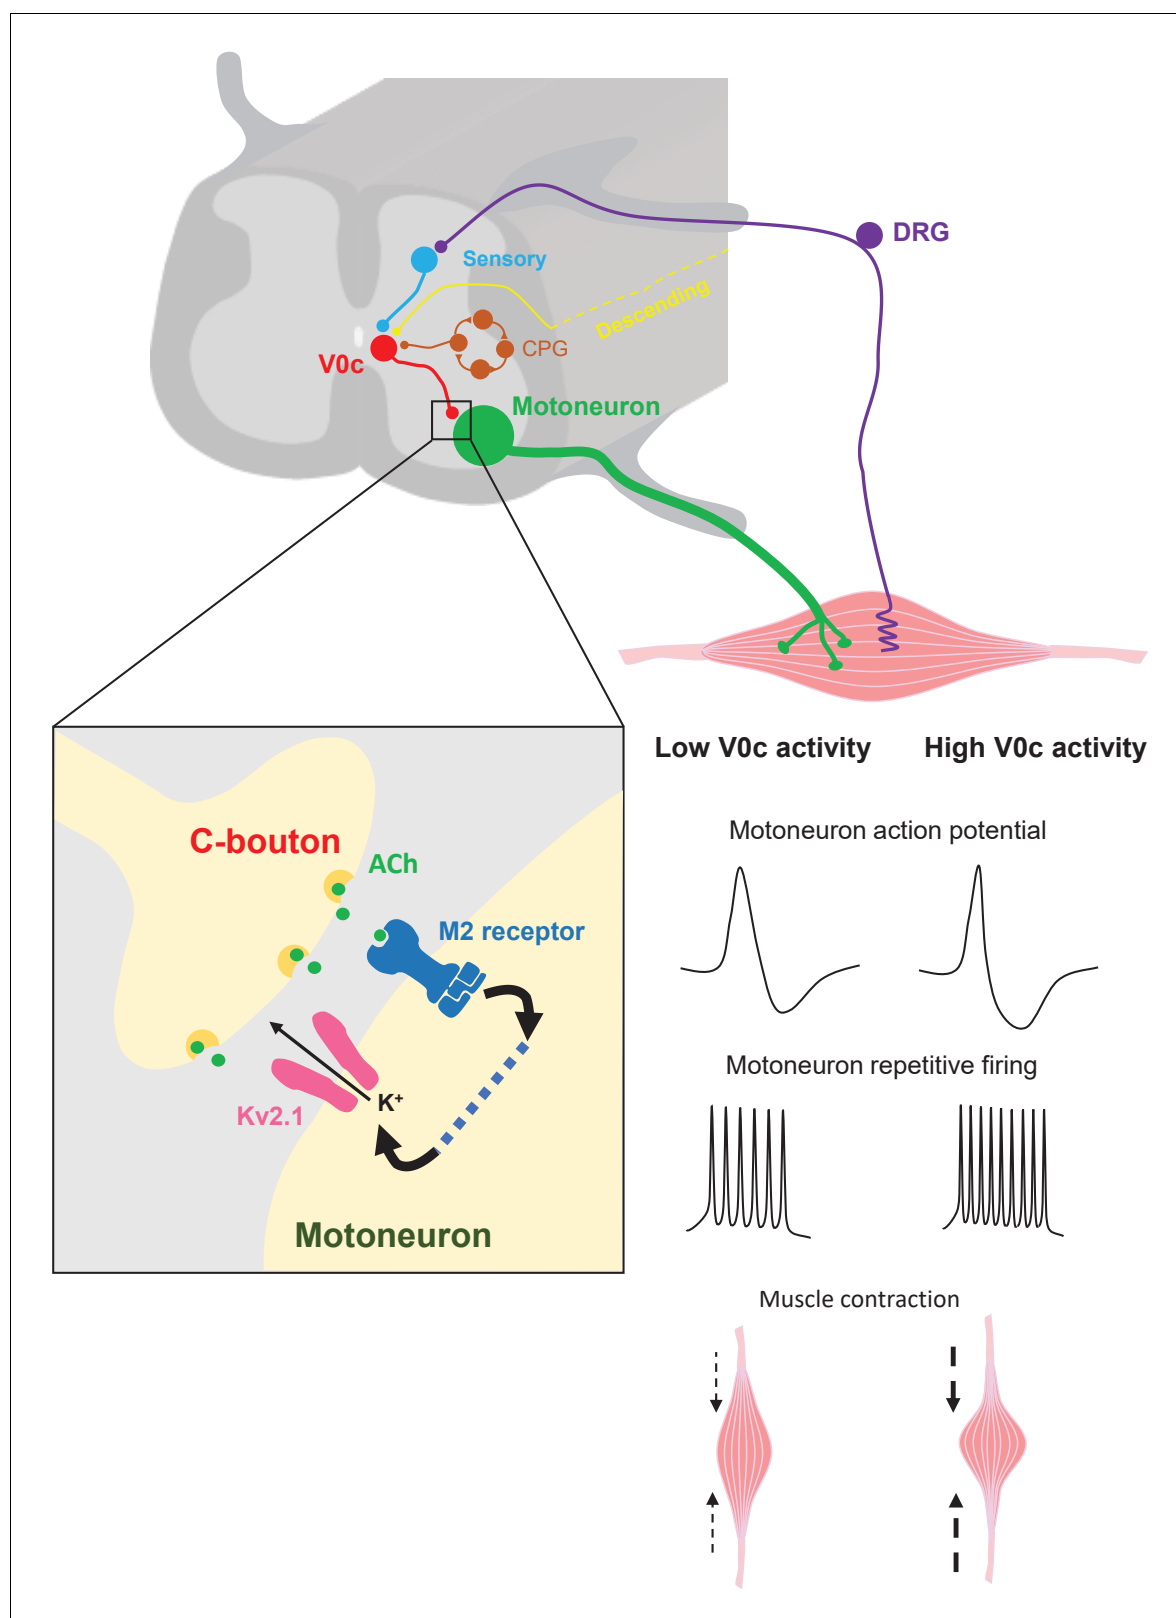 DRG
Sensory
Descending
CPG
V0c
Motoneuron
Low V0c activity
High V0c activity
C-bouton
ACh
M2 receptor
Kv2.1
K⁺
Motoneuron
Motoneuron action potential
Motoneuron repetitive firing
Muscle contraction